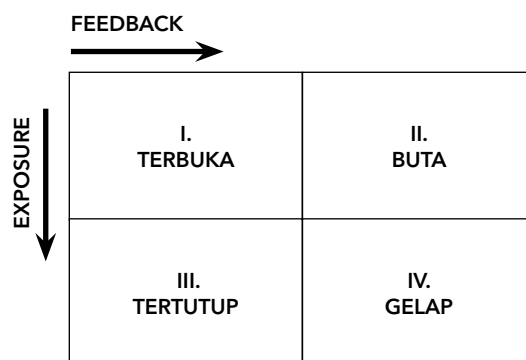 FEEDBACK
EXPOSURE
I.
TERBUKA
II.
BUTA
III.
TERTUTUP
IV.
GELAP